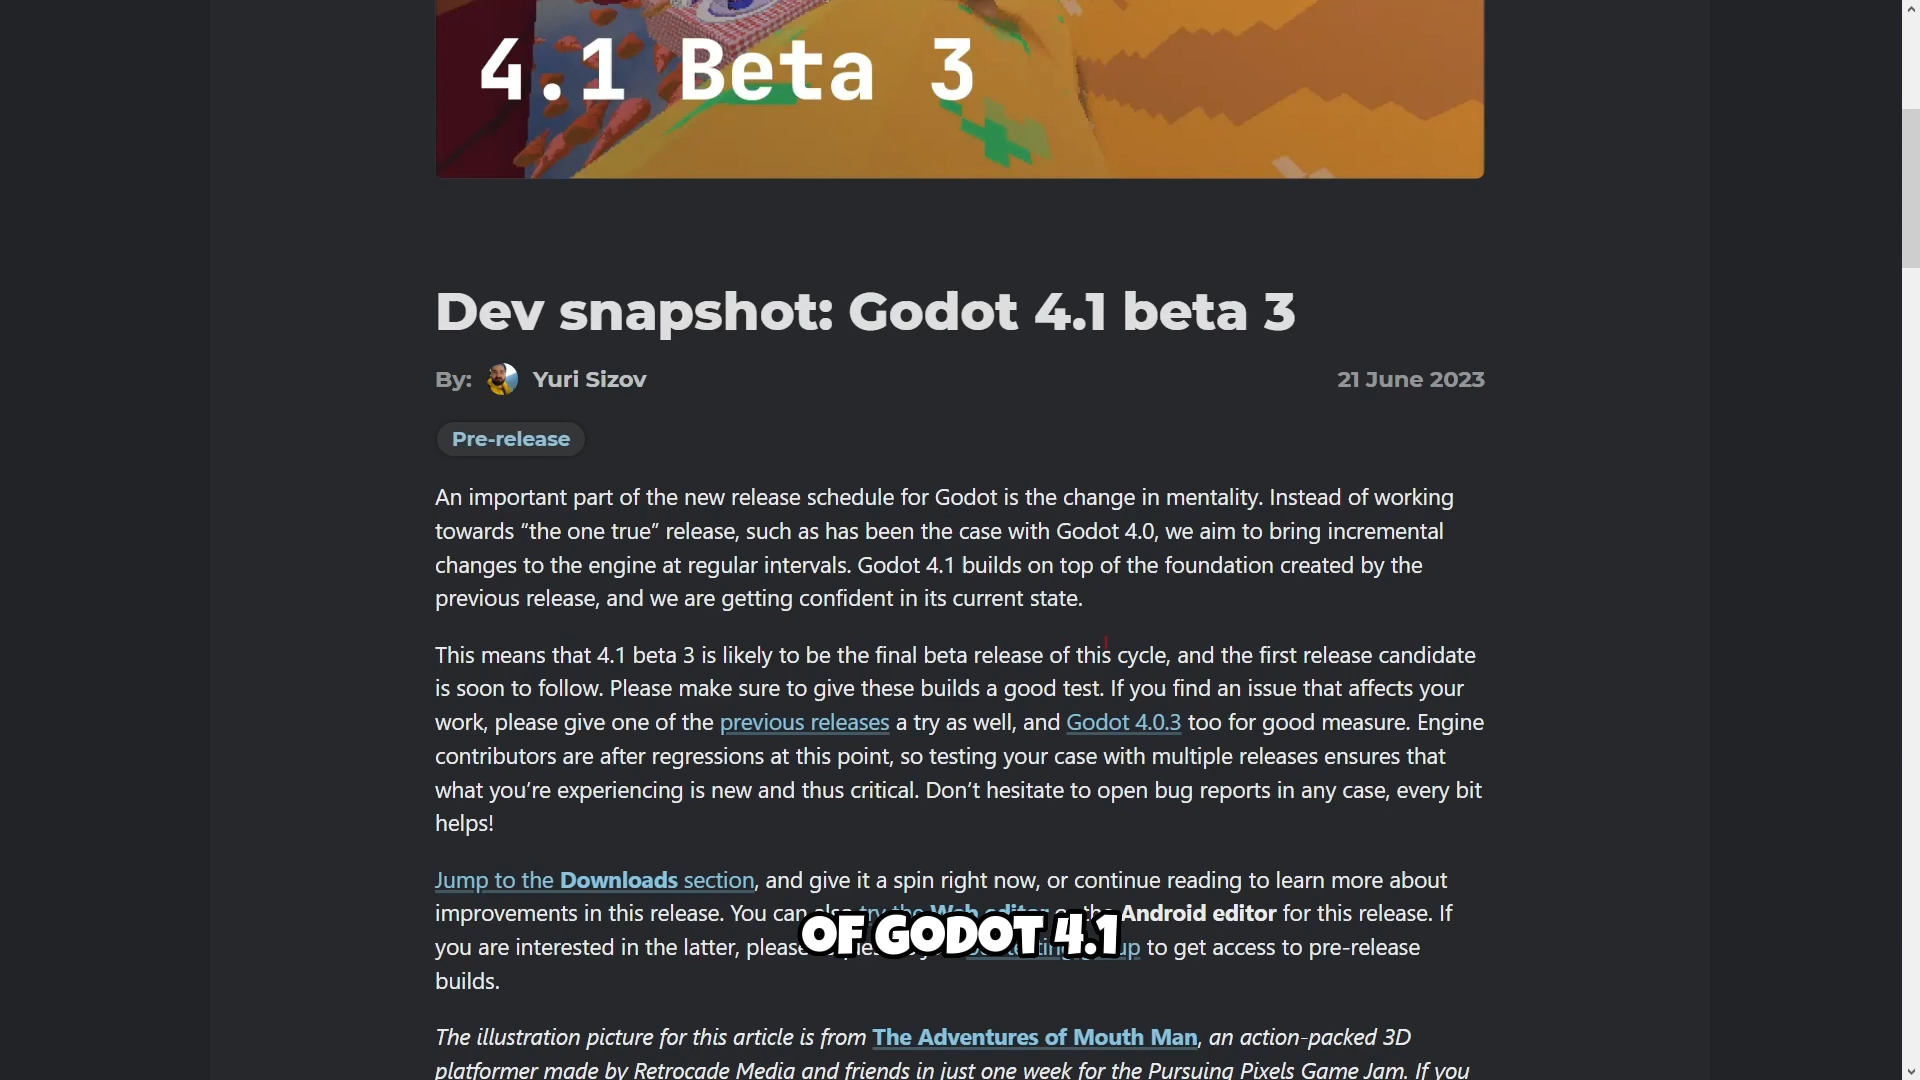 4.1 Beta 3
Dev snapshot: Godot 4.1 beta 3
By: Yuri Sizov
21 June 2023
Pre-release
An important part of the new release schedule for Godot is the change in mentality. Instead of working
towards “the one true” release, such as has been the case with Godot 4.0, we aim to bring incremental
changes to the engine at regular intervals. Godot 4.1 builds on top of the foundation created by the
previous release, and we are getting confident in its current state.
This means that 4.1 beta 3 is likely to be the final beta release of this cycle, and the first release candidate
is soon to follow. Please make sure to give these builds a good test. If you find an issue that affects your
work, please give one of the previous releases a try as well, and Godot 4.0.3 too for good measure. Engine
contributors are after regressions at this point, so testing your case with multiple releases ensures that
what you’re experiencing is new and thus critical. Don’t hesitate to open bug reports in any case, every bit
helps!
Jump to the Downloads section, and give it a spin right now, or continue reading to learn more about
improvements in this release. You can also try the Web editor or the Android editor for this release. If
you are interested in the latter, please to get access to pre-release
OF GODOT 4.1
builds.
The illustration picture for this article is from The Adventures of Mouth Man, an action-packed 3D
platformer made by Retrocade Media and friends in just one week for the Pursuing Pixels Game Jam. If you